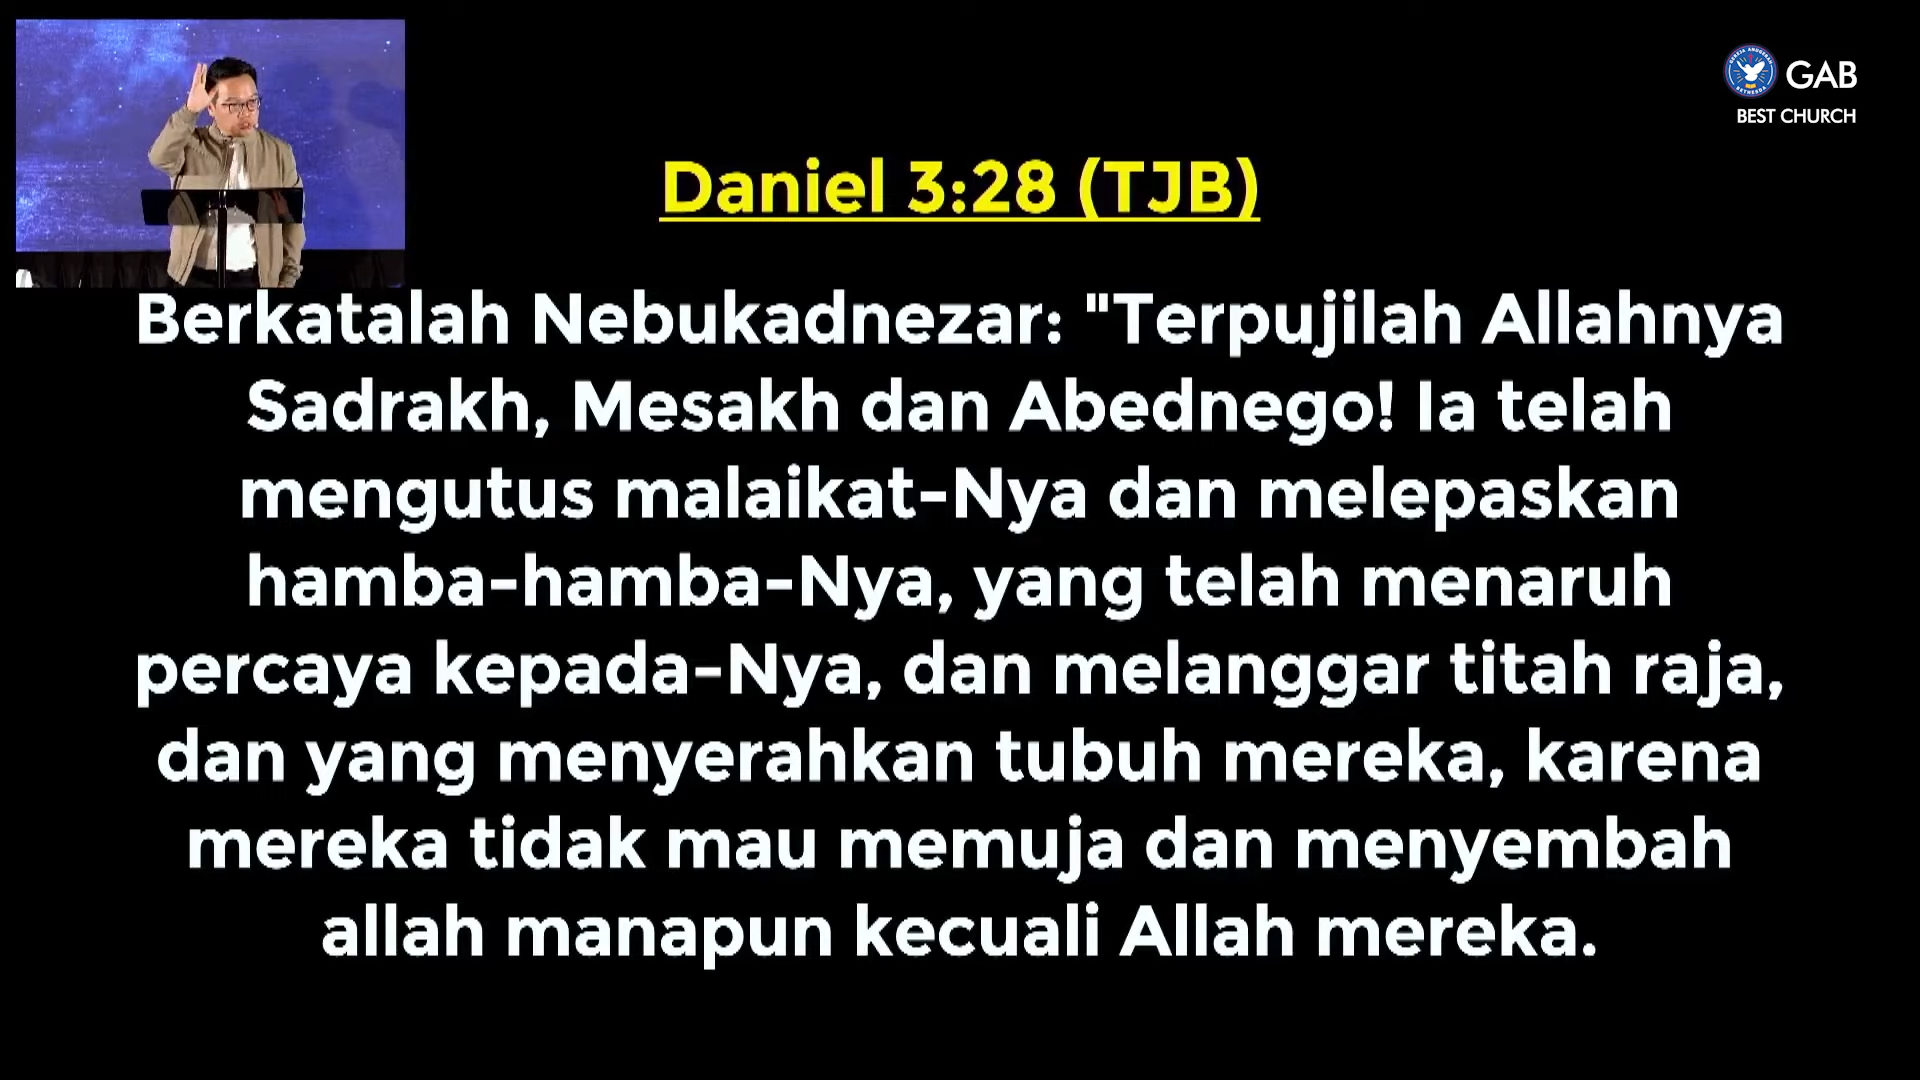 GAB
BEST CHURCH
Daniel 3:28 (TJB)
Berkatalah Nebukadnezar: "Terpujilah Allahnya
Sadrakh, Mesakh dan Abednego! Ia telah
mengutus malaikat-Nya dan melepaskan
hamba-hamba-Nya, yang telah menaruh
percaya kepada-Nya, dan melanggar titah raja,
dan yang menyerahkan tubuh mereka, karena
mereka tidak mau memuja dan menyembah
allah manapun kecuali Allah mereka.